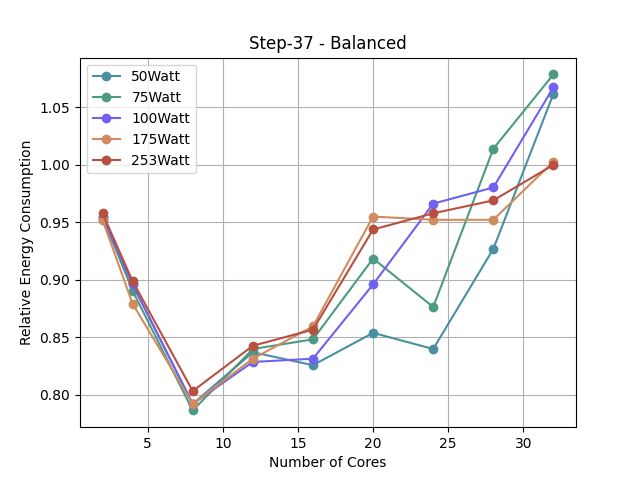 Step-37 - Balanced
50Watt
75Watt
100Watt
175Watt
253Watt
Relative Energy Consumption
1.05
1.00
0.95
0.90
0.85
0.80
5 10 15 20 25 30
Number of Cores